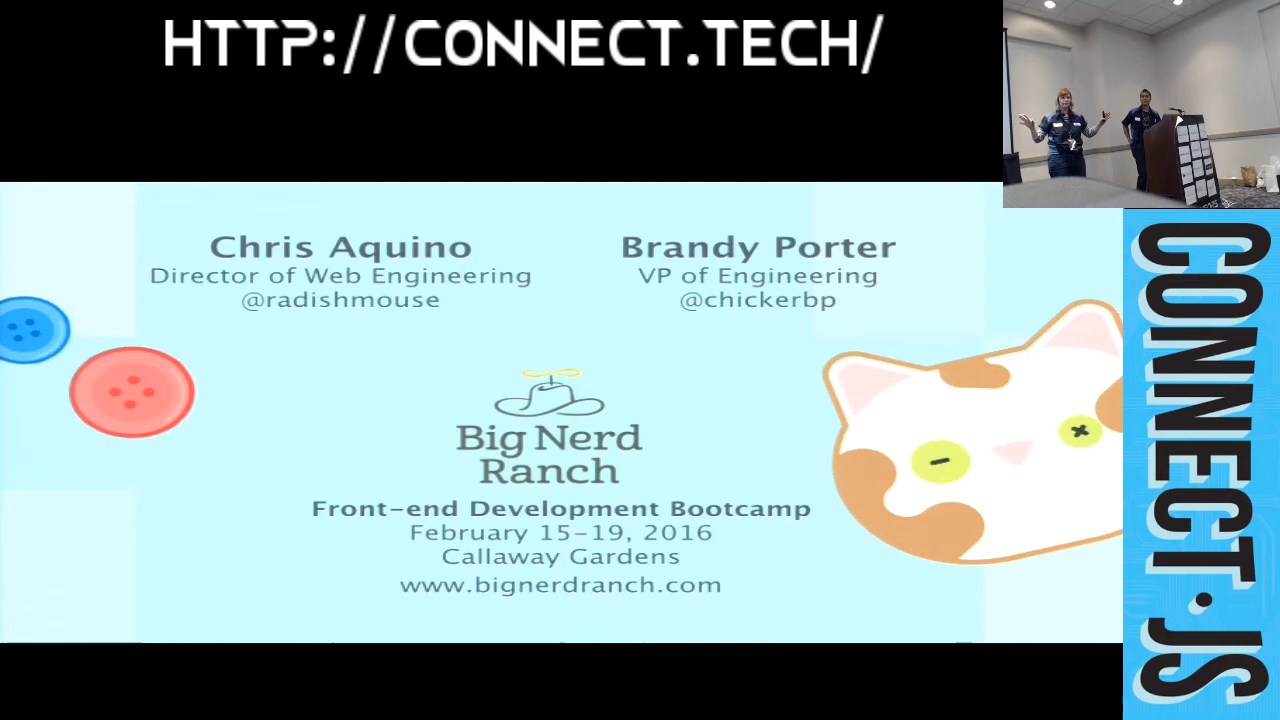 HTTP://CONNECT.TECH/
Chris Aquino
Director of Web Engineering
@radishmouse
Brandy Porter
VP of Engineering
@chickerbp
Big Nerd
Ranch
Front-end Development Bootcamp
February 15-19, 2016
Callaway Gardens
www.bignerdranch.com
CONNECT.JS